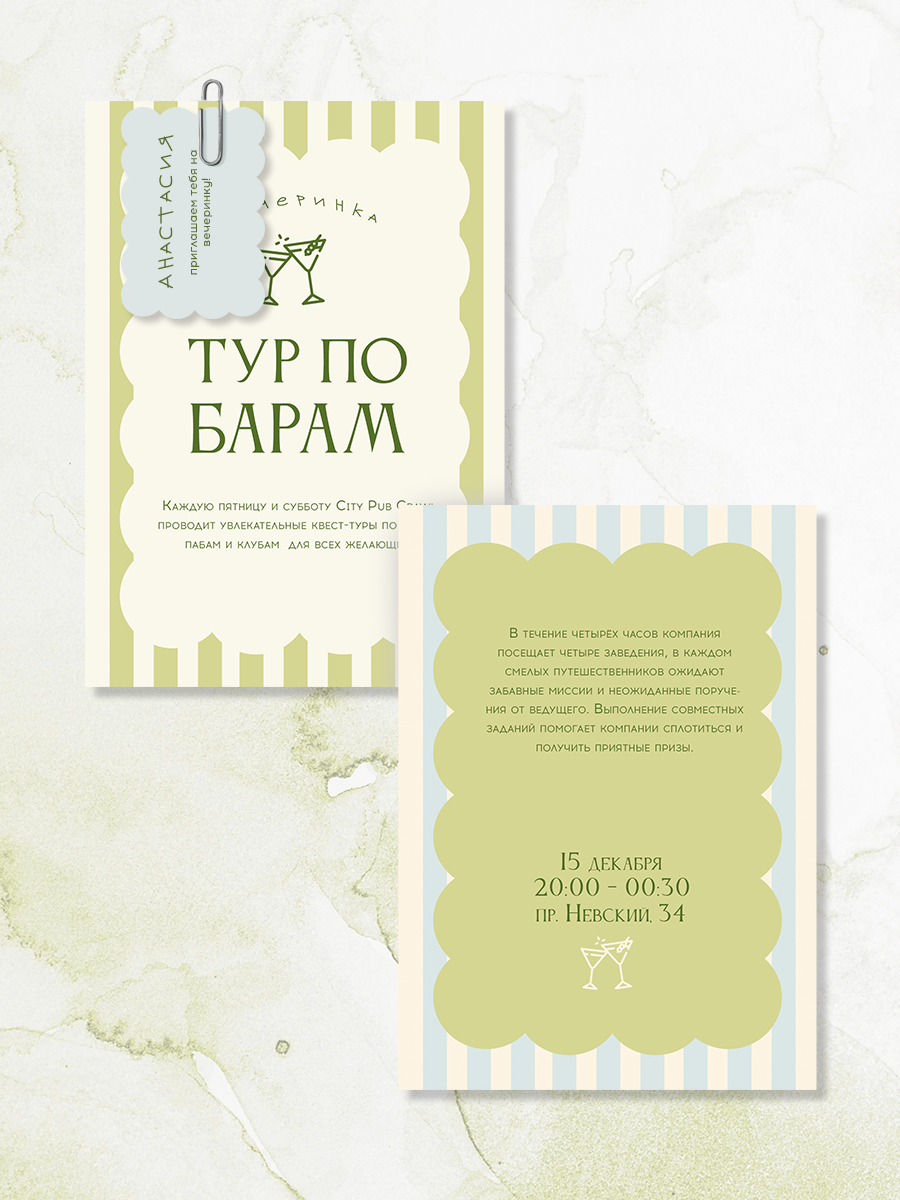 АНАСТАСИЯ
приглашаем тебя на
вечеринку!
ТУР ПО
БАРАМ
Каждую пятницу и субботу City Pub
проводит увлекательные квест-туры по
пабам и клубам для всех
В течение четырёх часов компания
посещает четыре заведения, в каждом
смелых путешественников ожидают
забавные миссии и неожиданные поруче-
ния от ведущего. Выполнение совместных
заданий помогает компании сплотиться и
получить приятные призы.
15 декабря
20:00 – 00:30
пр. Невский, 34